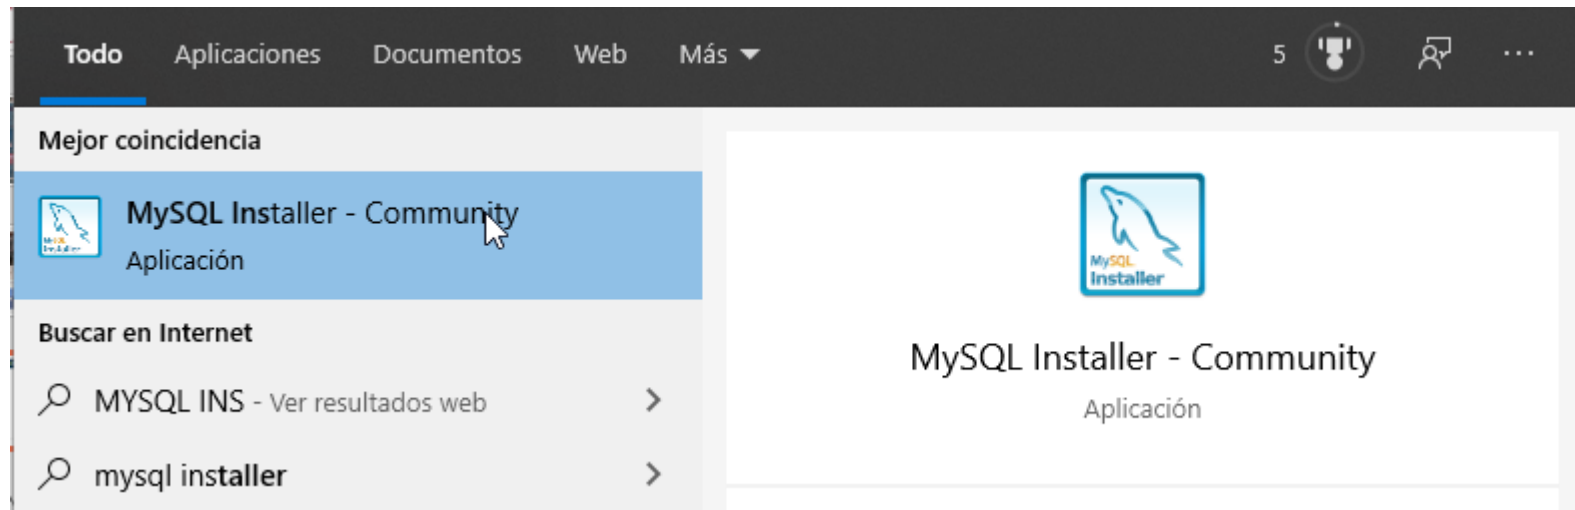 Todo Aplicaciones Documentos Web Más 5 ...
Mejor coincidencia
MySQL Installer - Community
Aplicación
Buscar en Internet
MYSQL INS - Ver resultados web
mysql installer
MySQL
Installer
MySQL Installer - Community
Aplicación